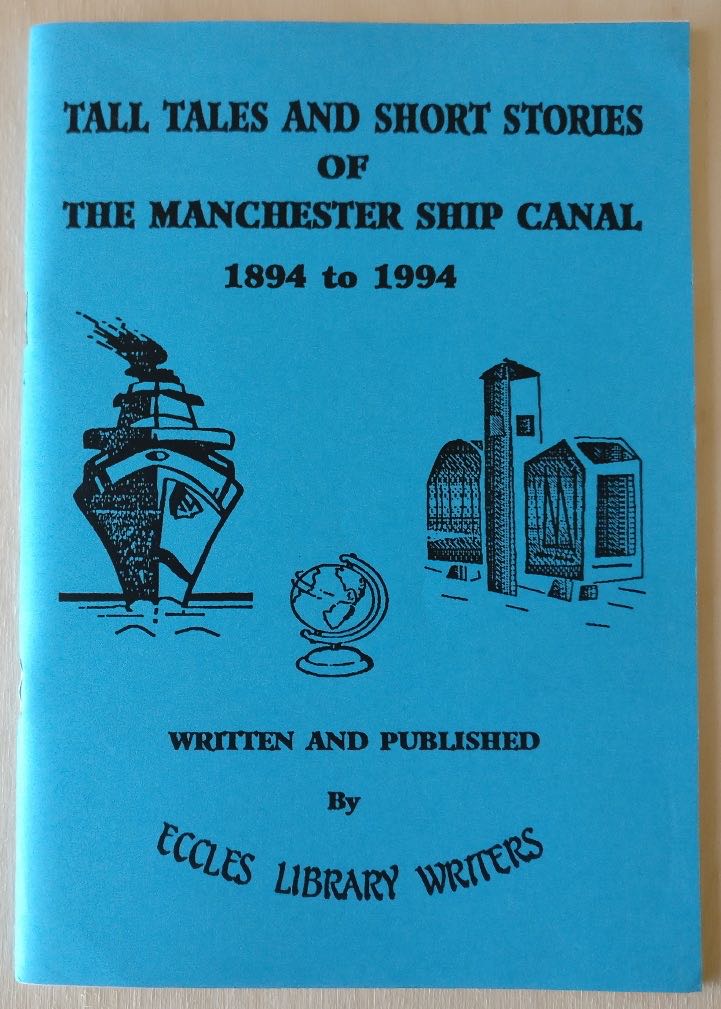 TALL TALES AND SHORT STORIES
OF
THE MANCHESTER SHIP CANAL
1894 to 1994
WRITTEN AND PUBLISHED
By
ECCLES LIBRARY WRITERS